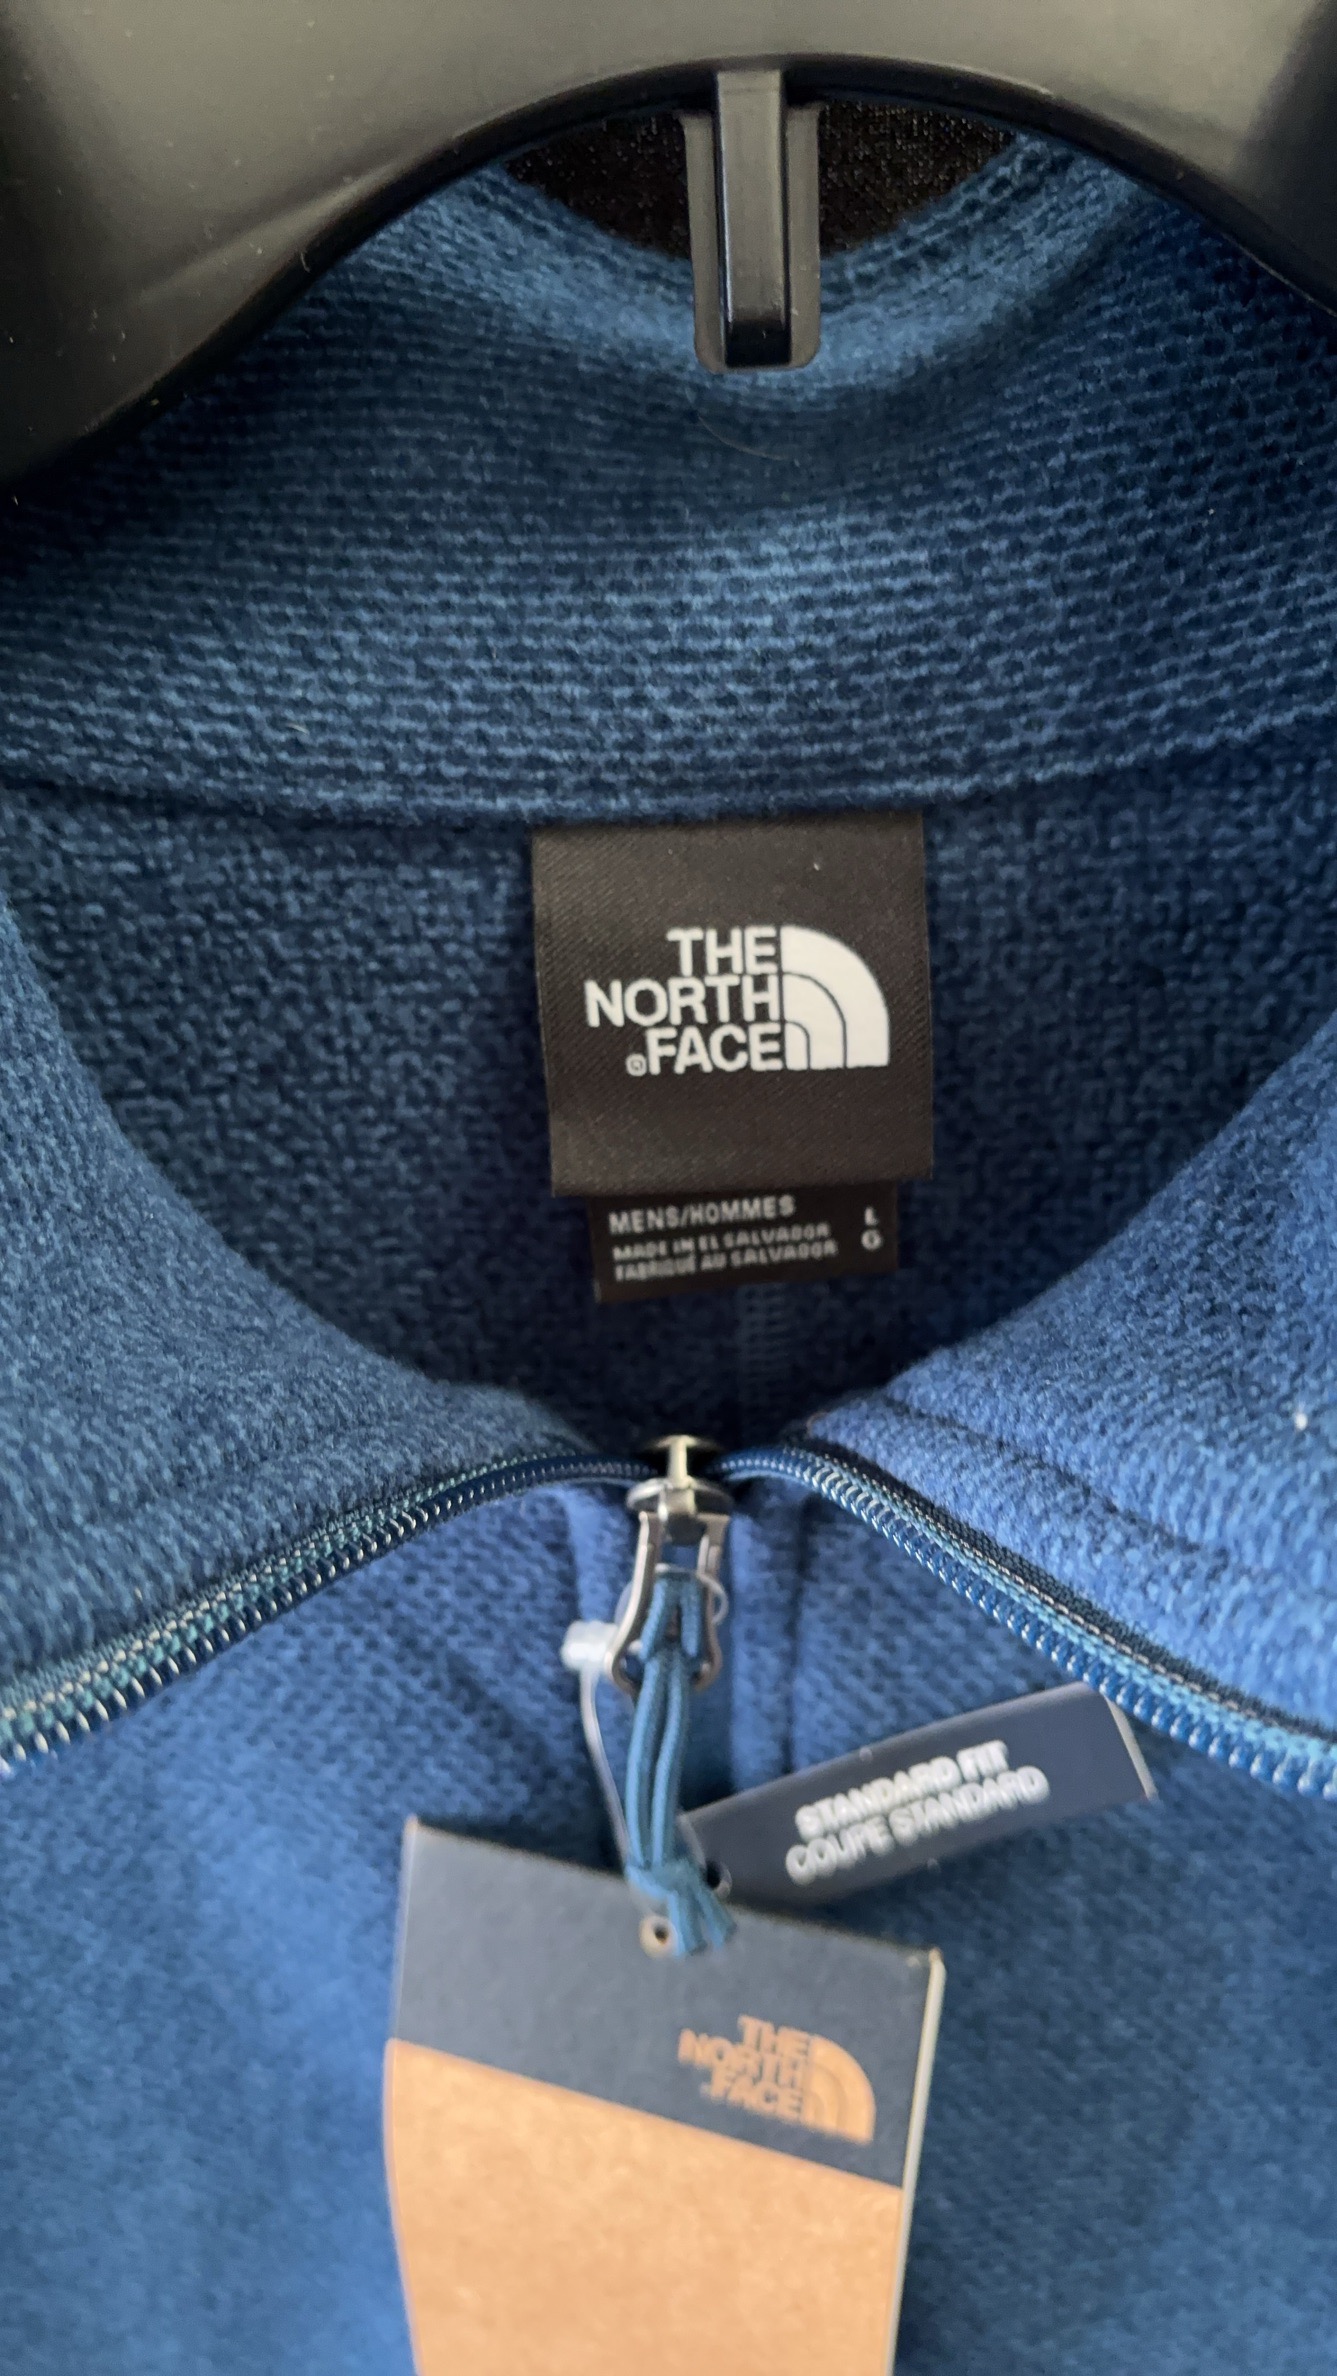 THE
NORTH
FACE
MENS/HOMMES L
MADE IN EL SALVADOR G
FABRIQUÉ AU SALVADOR
STANDARD FIT
COUPE STANDARD
THE
NORTH
FACE